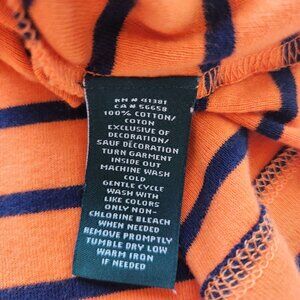 RN# 41381
CA# 56658
100% COTTON/
COTON
EXCLUSIVE OF
DECORATION/
SAUF DÉCORATION
TURN GARMENT
INSIDE OUT
MACHINE WASH
COLD
GENTLE CYCLE
WASH WITH
LIKE COLORS
ONLY NON-
CHLORINE BLEACH
WHEN NEEDED
REMOVE PROMPTLY
TUMBLE DRY LOW
WARM IRON
IF NEEDED